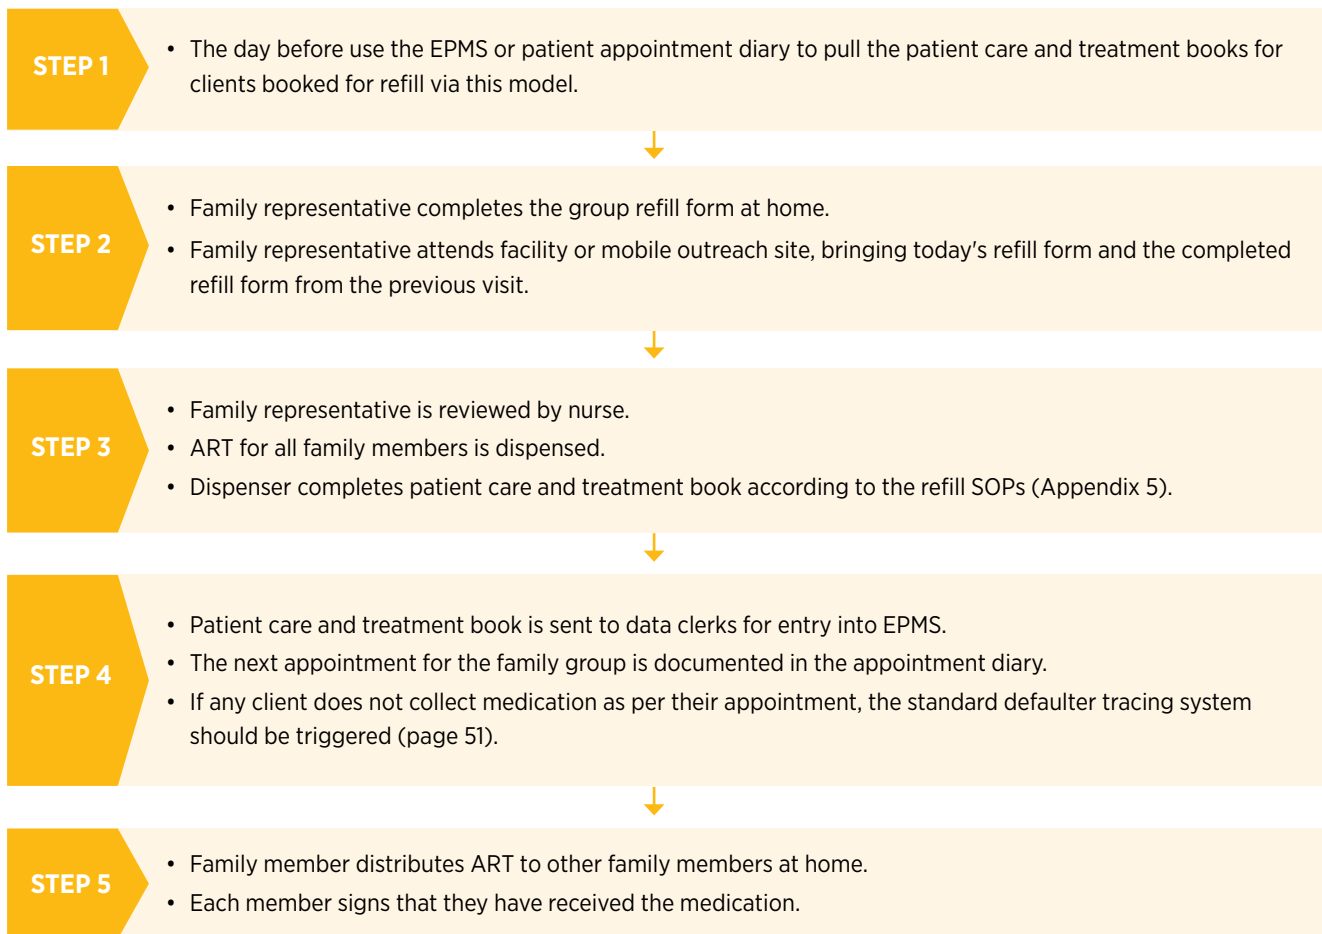 STEP 1
• The day before use the EPMS or patient appointment diary to pull the patient care and treatment books for
clients booked for refill via this model.
STEP 2
• Family representative completes the group refill form at home.
• Family representative attends facility or mobile outreach site, bringing today's refill form and the completed
refill form from the previous visit.
STEP 3
• Family representative is reviewed by nurse.
• ART for all family members is dispensed.
• Dispenser completes patient care and treatment book according to the refill SOPs (Appendix 5).
STEP 4
• Patient care and treatment book is sent to data clerks for entry into EPMS.
• The next appointment for the family group is documented in the appointment diary.
• If any client does not collect medication as per their appointment, the standard defaulter tracing system
should be triggered (page 51).
STEP 5
• Family member distributes ART to other family members at home.
• Each member signs that they have received the medication.